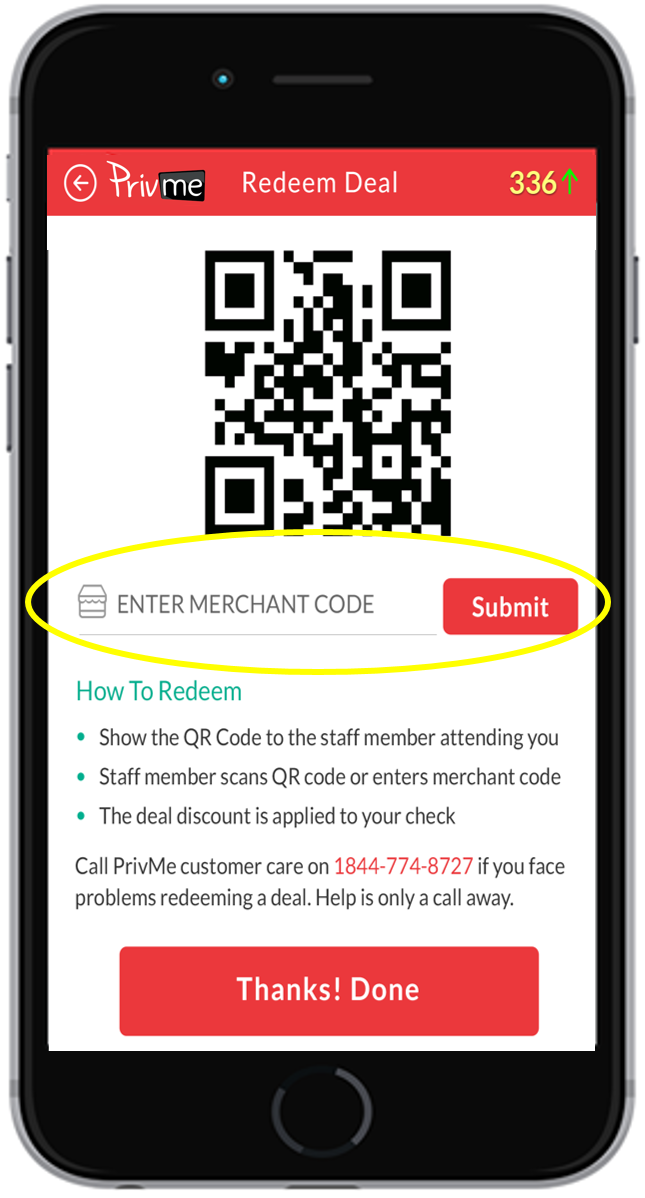 Privme Redeem Deal 336↑
ENTER MERCHANT CODE Submit
How To Redeem
• Show the QR Code to the staff member attending you
• Staff member scans QR code or enters merchant code
• The deal discount is applied to your check
Call PrivMe customer care on 1844-774-8727 if you face
problems redeeming a deal. Help is only a call away.
Thanks! Done